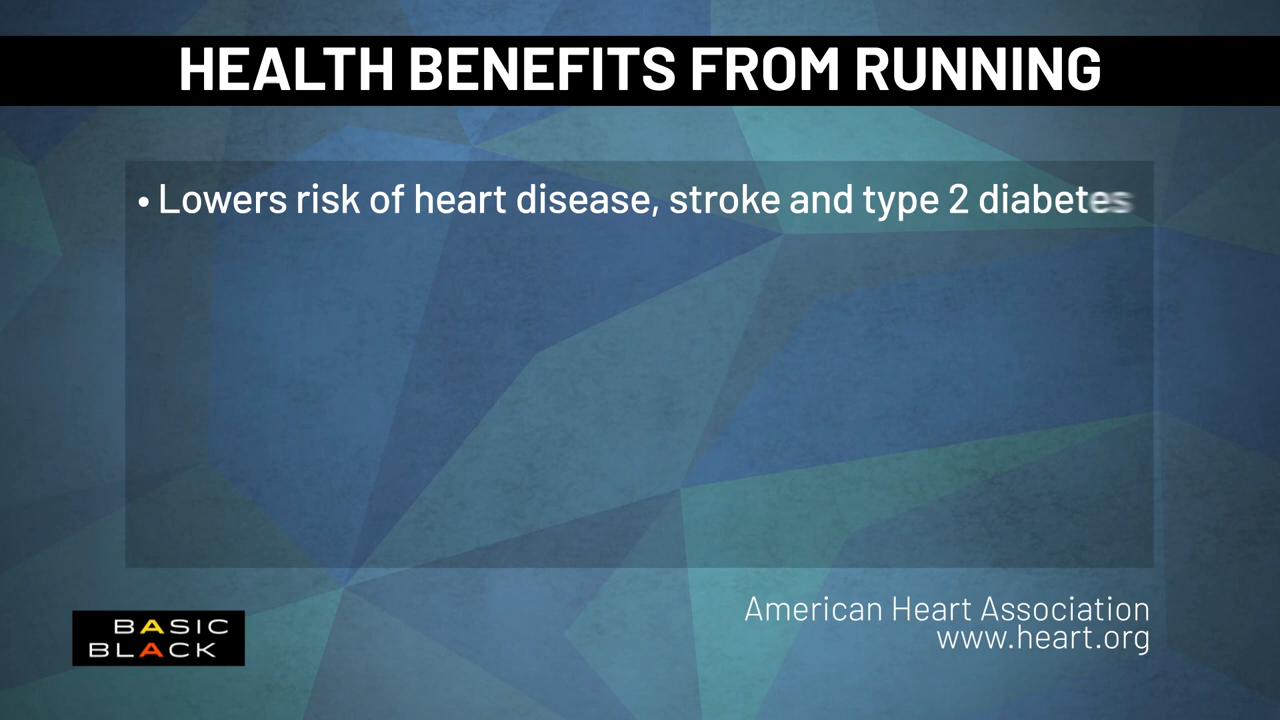 HEALTH BENEFITS FROM RUNNING
• Lowers risk of heart disease, stroke and type 2 diabetes
American Heart Association
www.heart.org
BASIC
BLACK